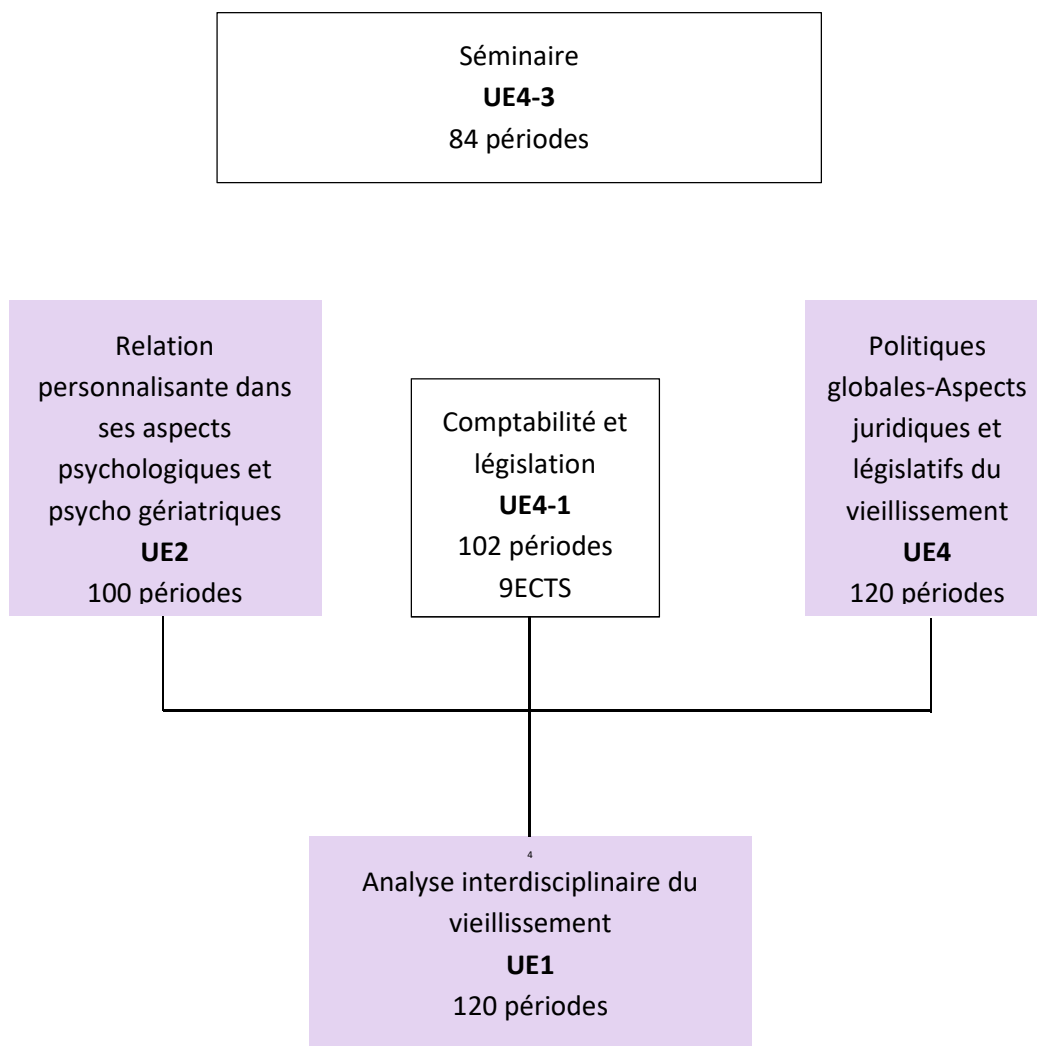 Séminaire
UE4-3
84 périodes
Relation
personnalisante dans
ses aspects
psychologiques et
psycho gériatriques
UE2
100 périodes
Comptabilité et
législation
UE4-1
102 périodes
9ECTS
Politiques
globales-Aspects
juridiques et
législatifs du
vieillissement
UE4
120 périodes
4
Analyse interdisciplinaire du
vieillissement
UE1
120 périodes